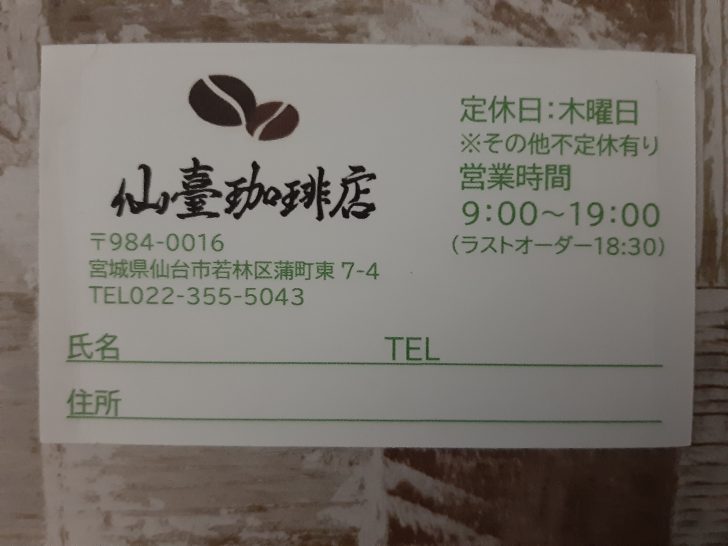 仙臺珈琲店
〒984-0016
宮城県仙台市若林区蒲町東 7-4
TEL022-355-5043
定休日：木曜日
※その他不定休有り
営業時間
9：00～19：00
（ラストオーダー18:30）
氏名 TEL
住所